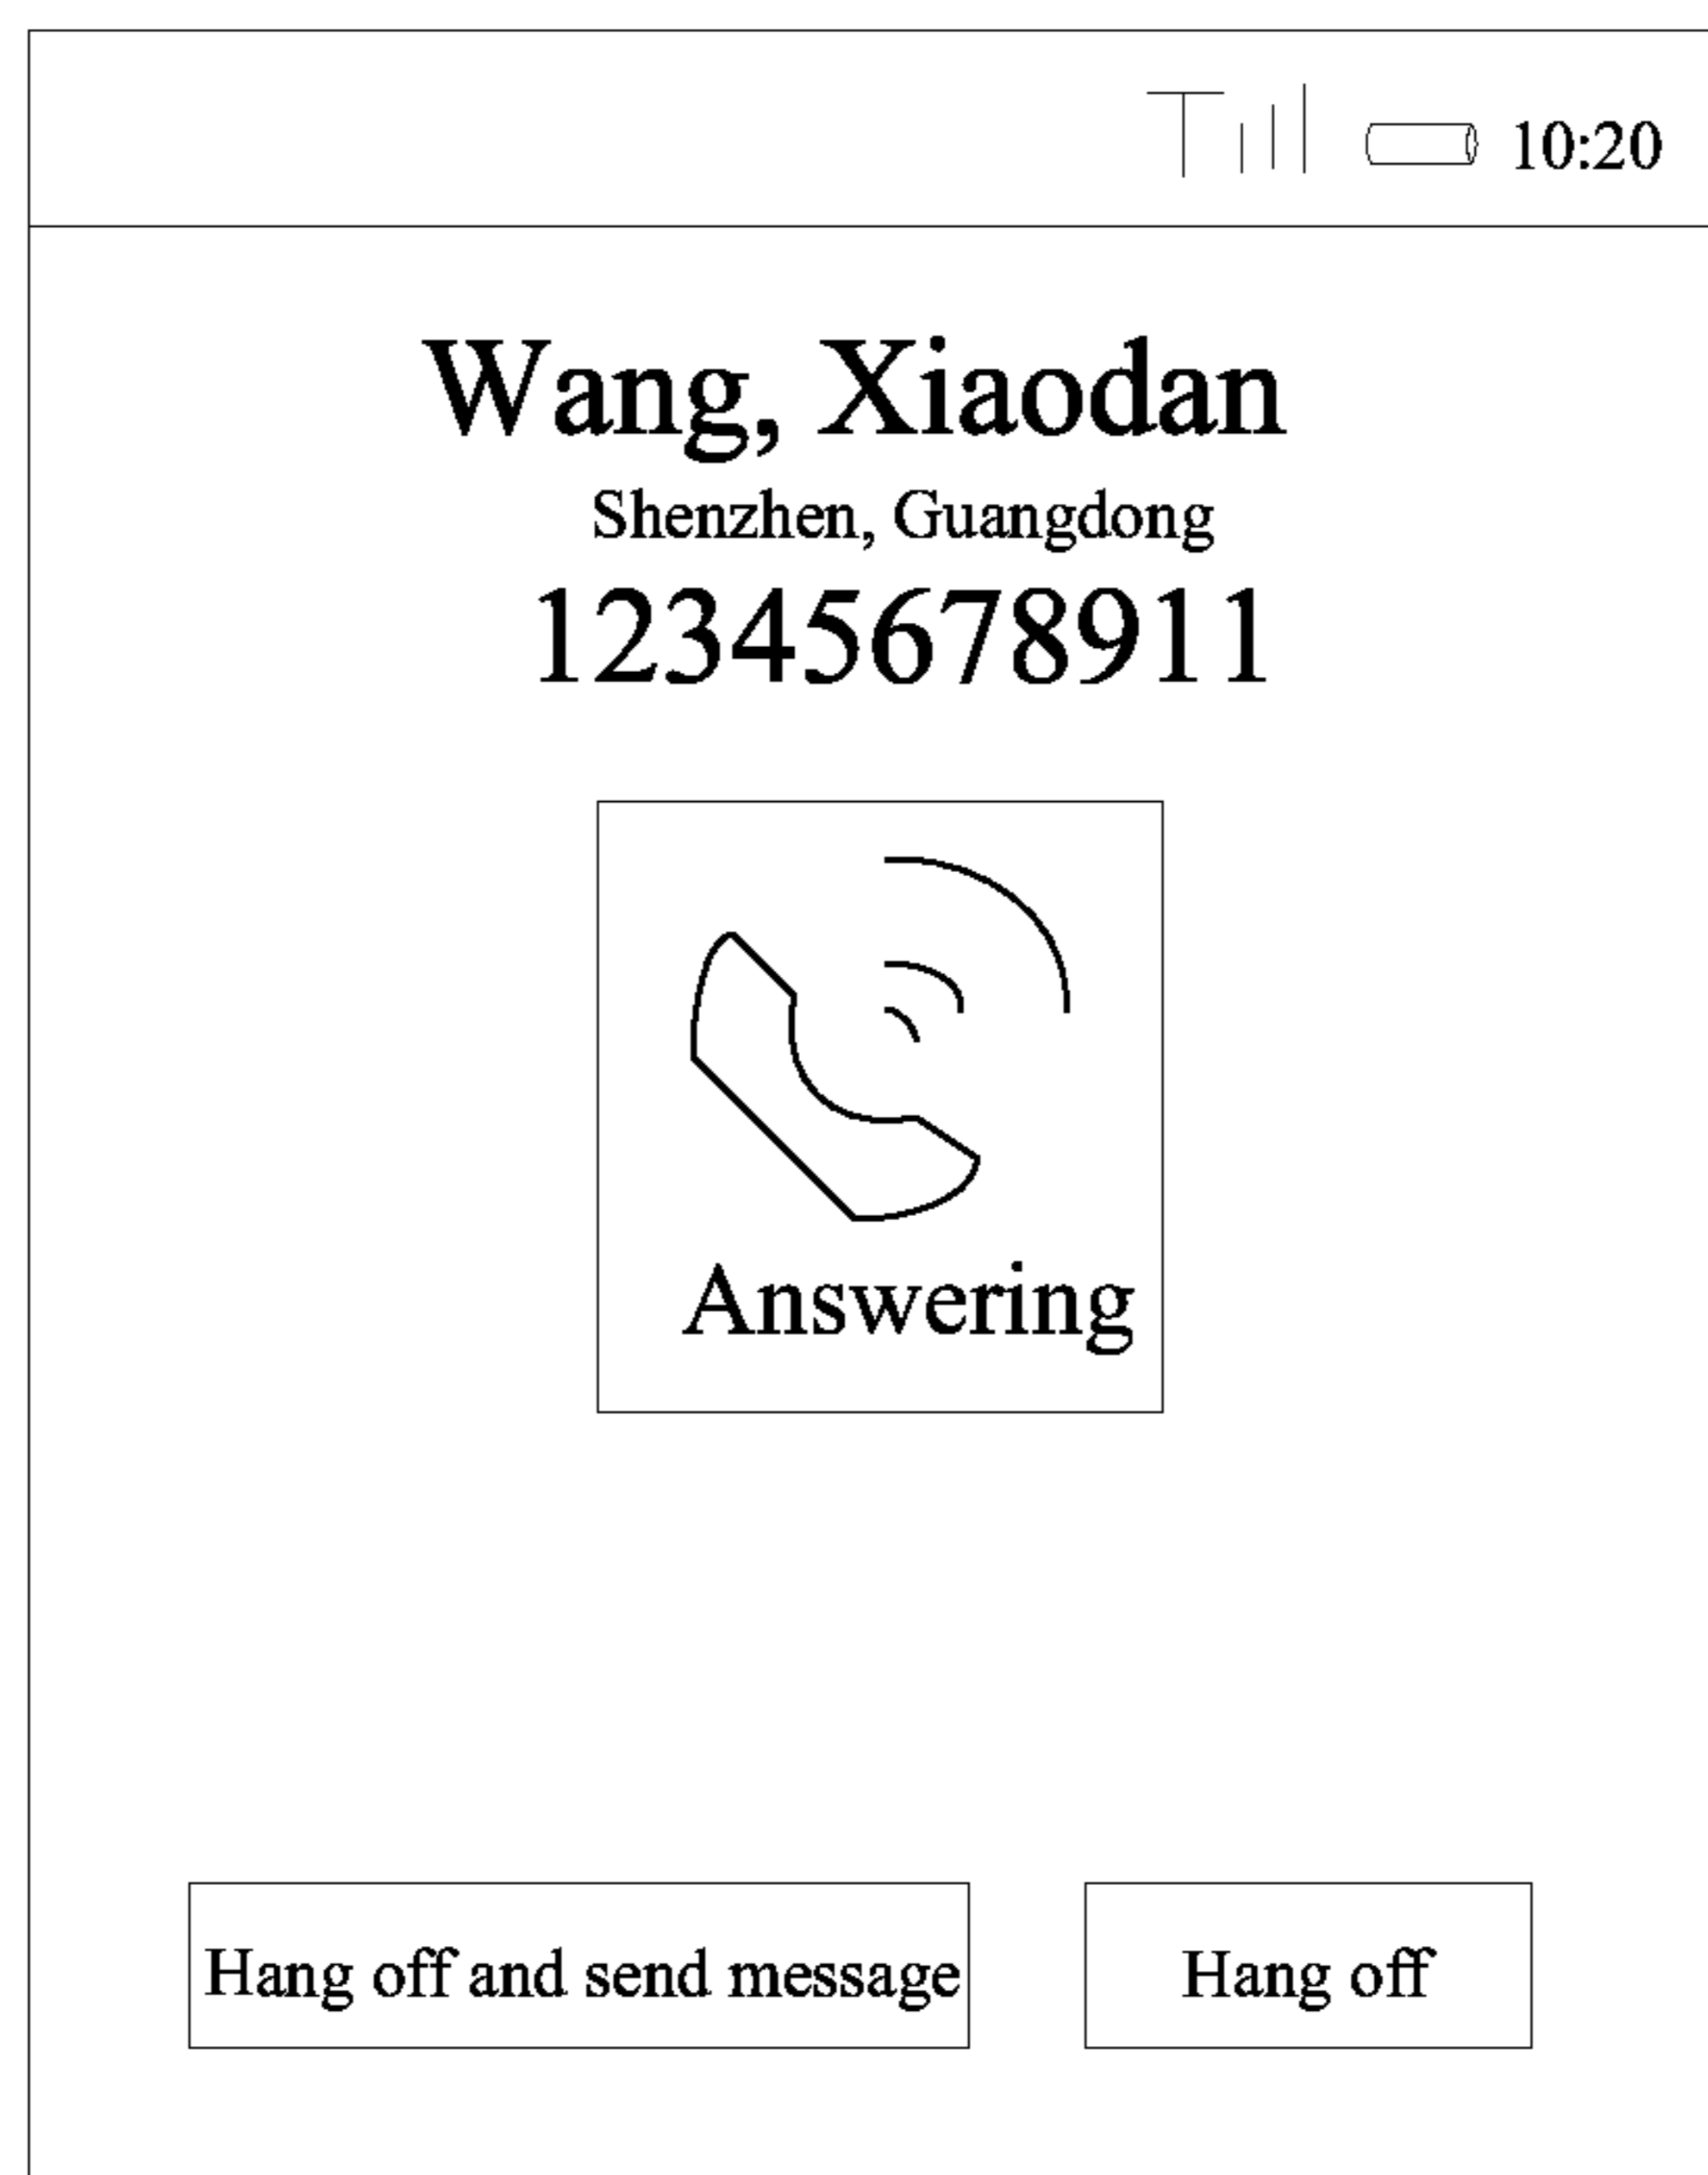 10:20
Wang, Xiaodan
Shenzhen, Guangdong
12345678911
Answering
Hang off and send message
Hang off